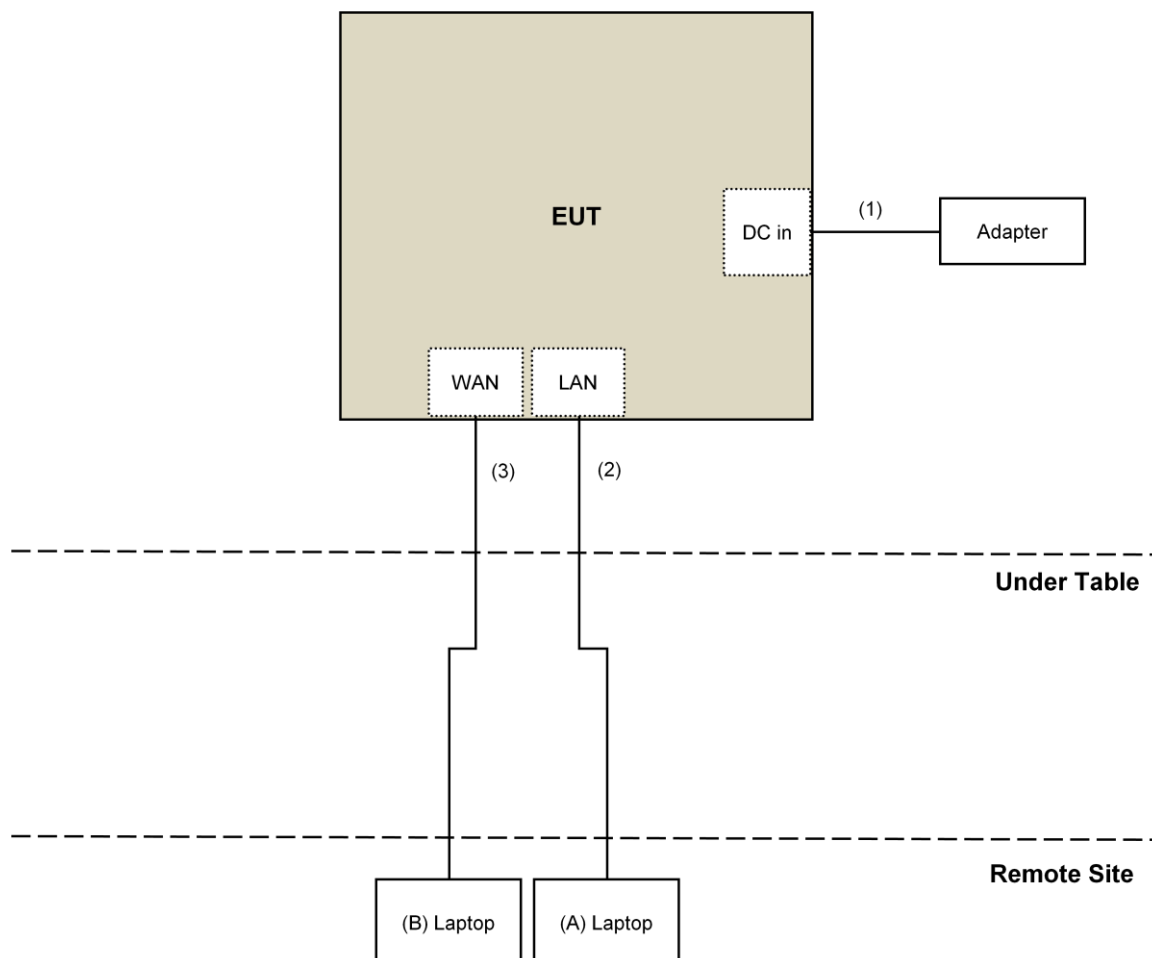 EUT
DC in
(1)
Adapter
WAN
LAN
(3)
(2)
Under Table
Remote Site
(B) Laptop
(A) Laptop